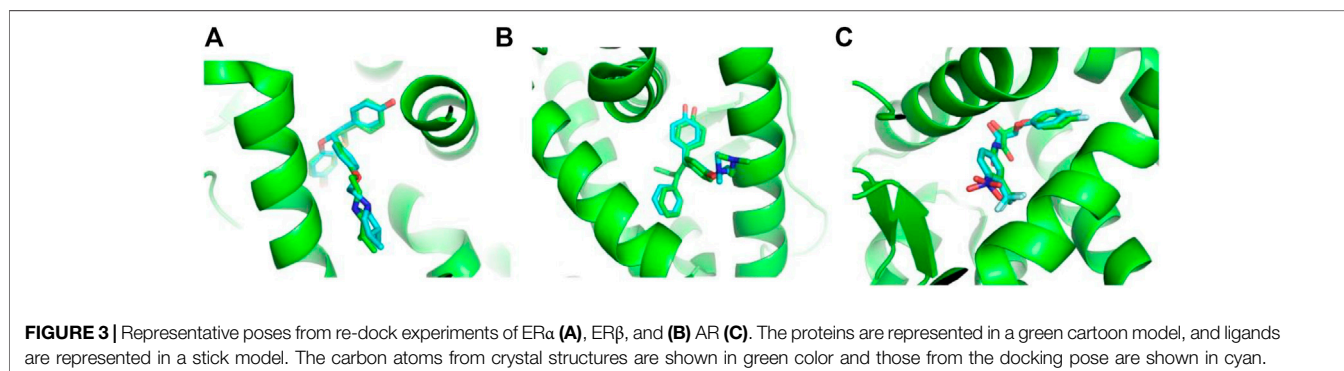 A
B
C
FIGURE 3 | Representative poses from re-dock experiments of ERα (A), ERβ, and (B) AR (C). The proteins are represented in a green cartoon model, and ligands
are represented in a stick model. The carbon atoms from crystal structures are shown in green color and those from the docking pose are shown in cyan.